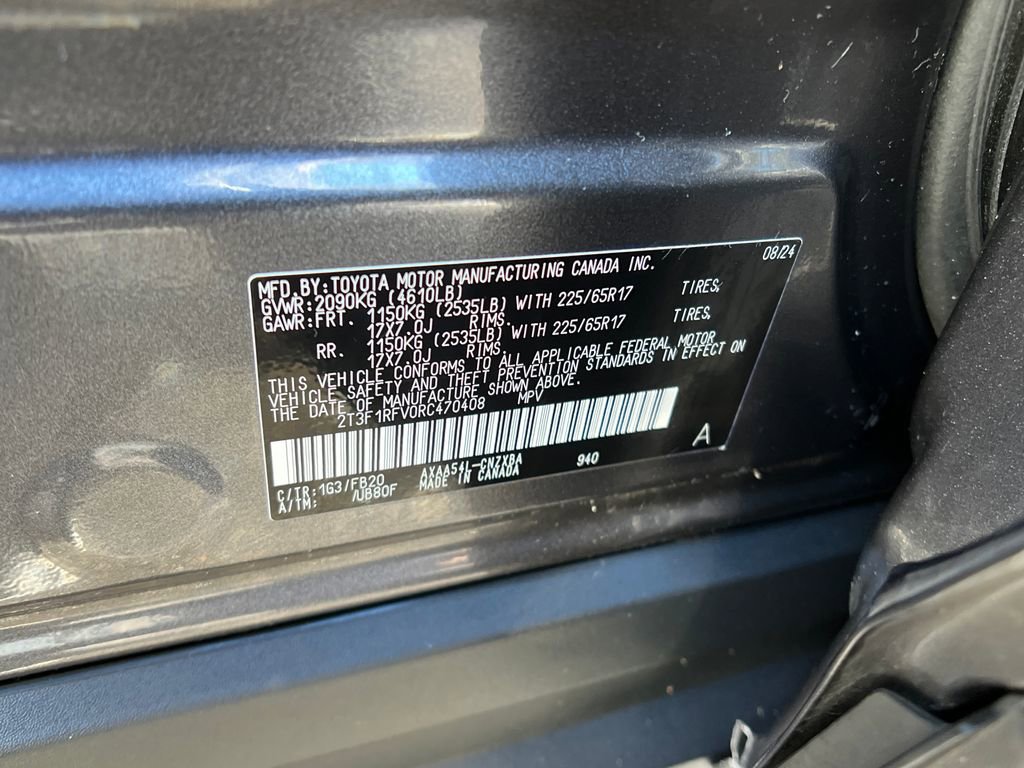 08/24
MFD.BY:TOYOTA MOTOR MANUFACTURING CANADA INC.
GVWR:2090KG (4610LB)
GAWR:FRT. 1150KG (2535LB) WITH 225/65R17 TIRES,
17X7.0J RIMS.
RR. 1150KG (2535LB) WITH 225/65R17 TIRES,
17X7.0J RIMS.
THIS VEHICLE CONFORMS TO ALL APPLICABLE FEDERAL MOTOR
VEHICLE SAFETY AND THEFT PREVENTION STANDARDS IN EFFECT ON
THE DATE OF MANUFACTURE SHOWN ABOVE.
2T3F1RFV0RC470408 MPV
A
C/TR:1G3/FB20 AXAA54L-CNZXBA 940
A/TM: /UB80F MADE IN CANADA